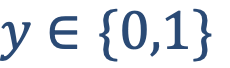 y ∈ {0,1}